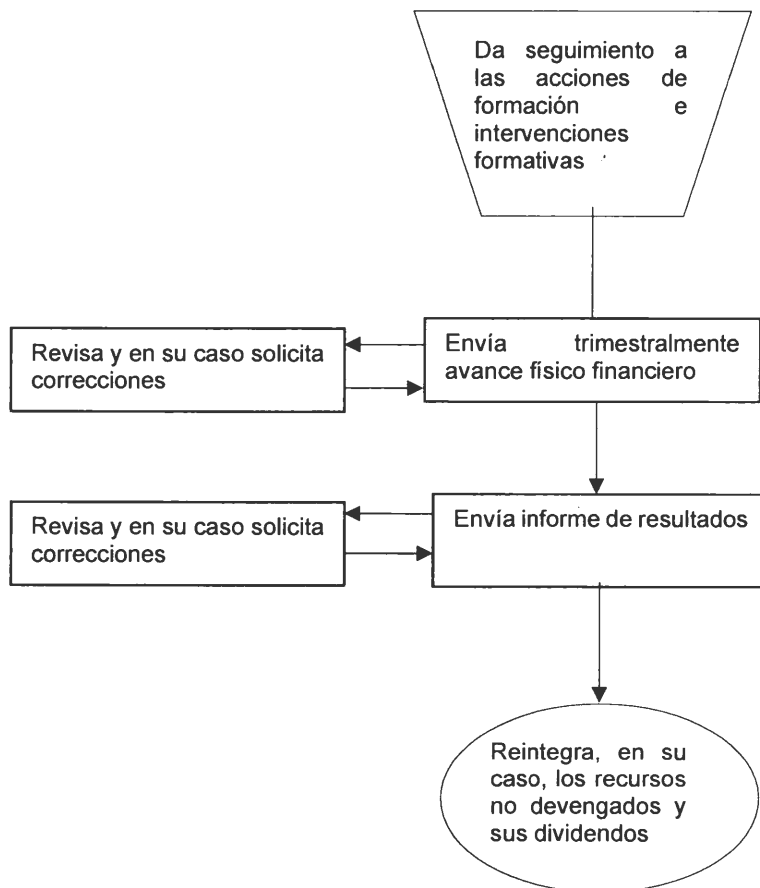 Da seguimiento a
las acciones de
formación e
intervenciones
formativas
Revisa y en su caso solicita
correcciones
Envía trimestralmente
avance físico financiero
Revisa y en su caso solicita
correcciones
Envía informe de resultados
Reintegra, en su
caso, los recursos
no devengados y
sus dividendos